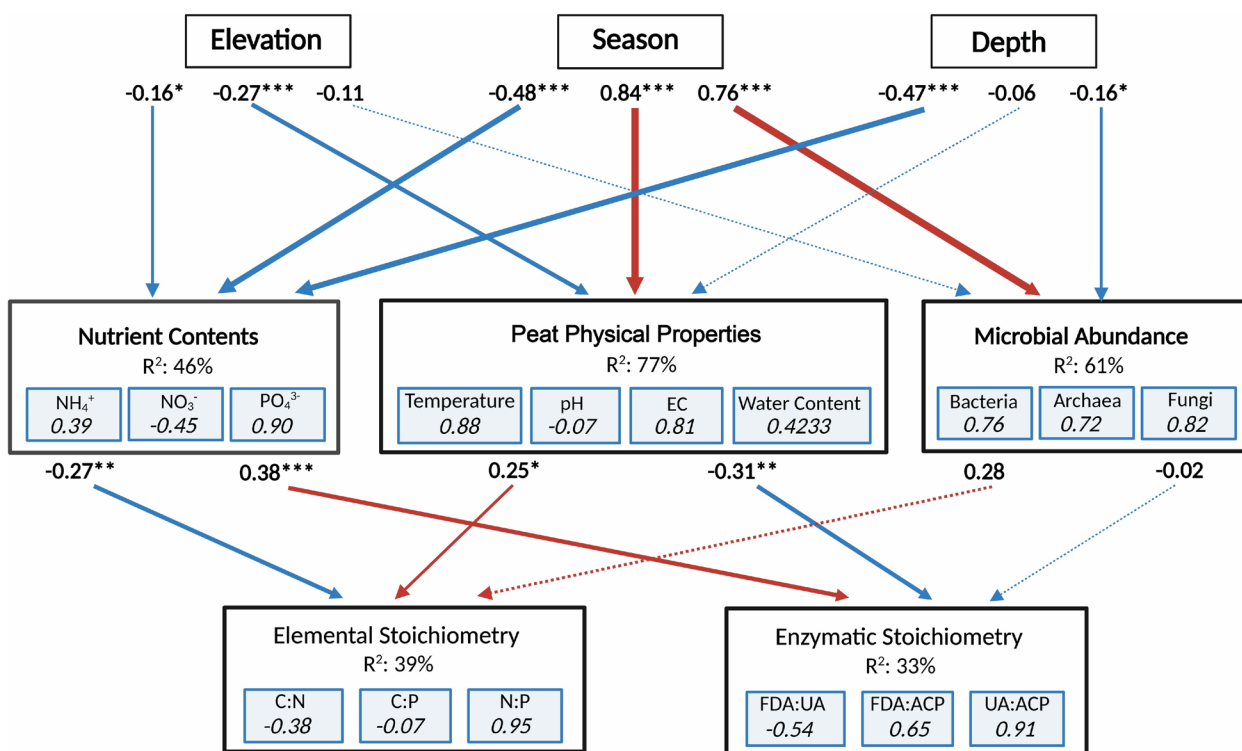 Elevation Season Depth
-0.16* -0.27*** -0.11 -0.48*** 0.84*** 0.76*** -0.47*** -0.06 -0.16*
Nutrient Contents
R²: 46%
NH₄⁺ NO₃⁻ PO₄³⁻
0.39 -0.45 0.90
Peat Physical Properties
R²: 77%
Temperature pH EC Water Content
0.88 -0.07 0.81 0.4233
Microbial Abundance
R²: 61%
Bacteria Archaea Fungi
0.76 0.72 0.82
-0.27** 0.38*** 0.25* -0.31** 0.28 -0.02
Elemental Stoichiometry
R²: 39%
C:N C:P N:P
-0.38 -0.07 0.95
Enzymatic Stoichiometry
R²: 33%
FDA:UA FDA:ACP UA:ACP
-0.54 0.65 0.91